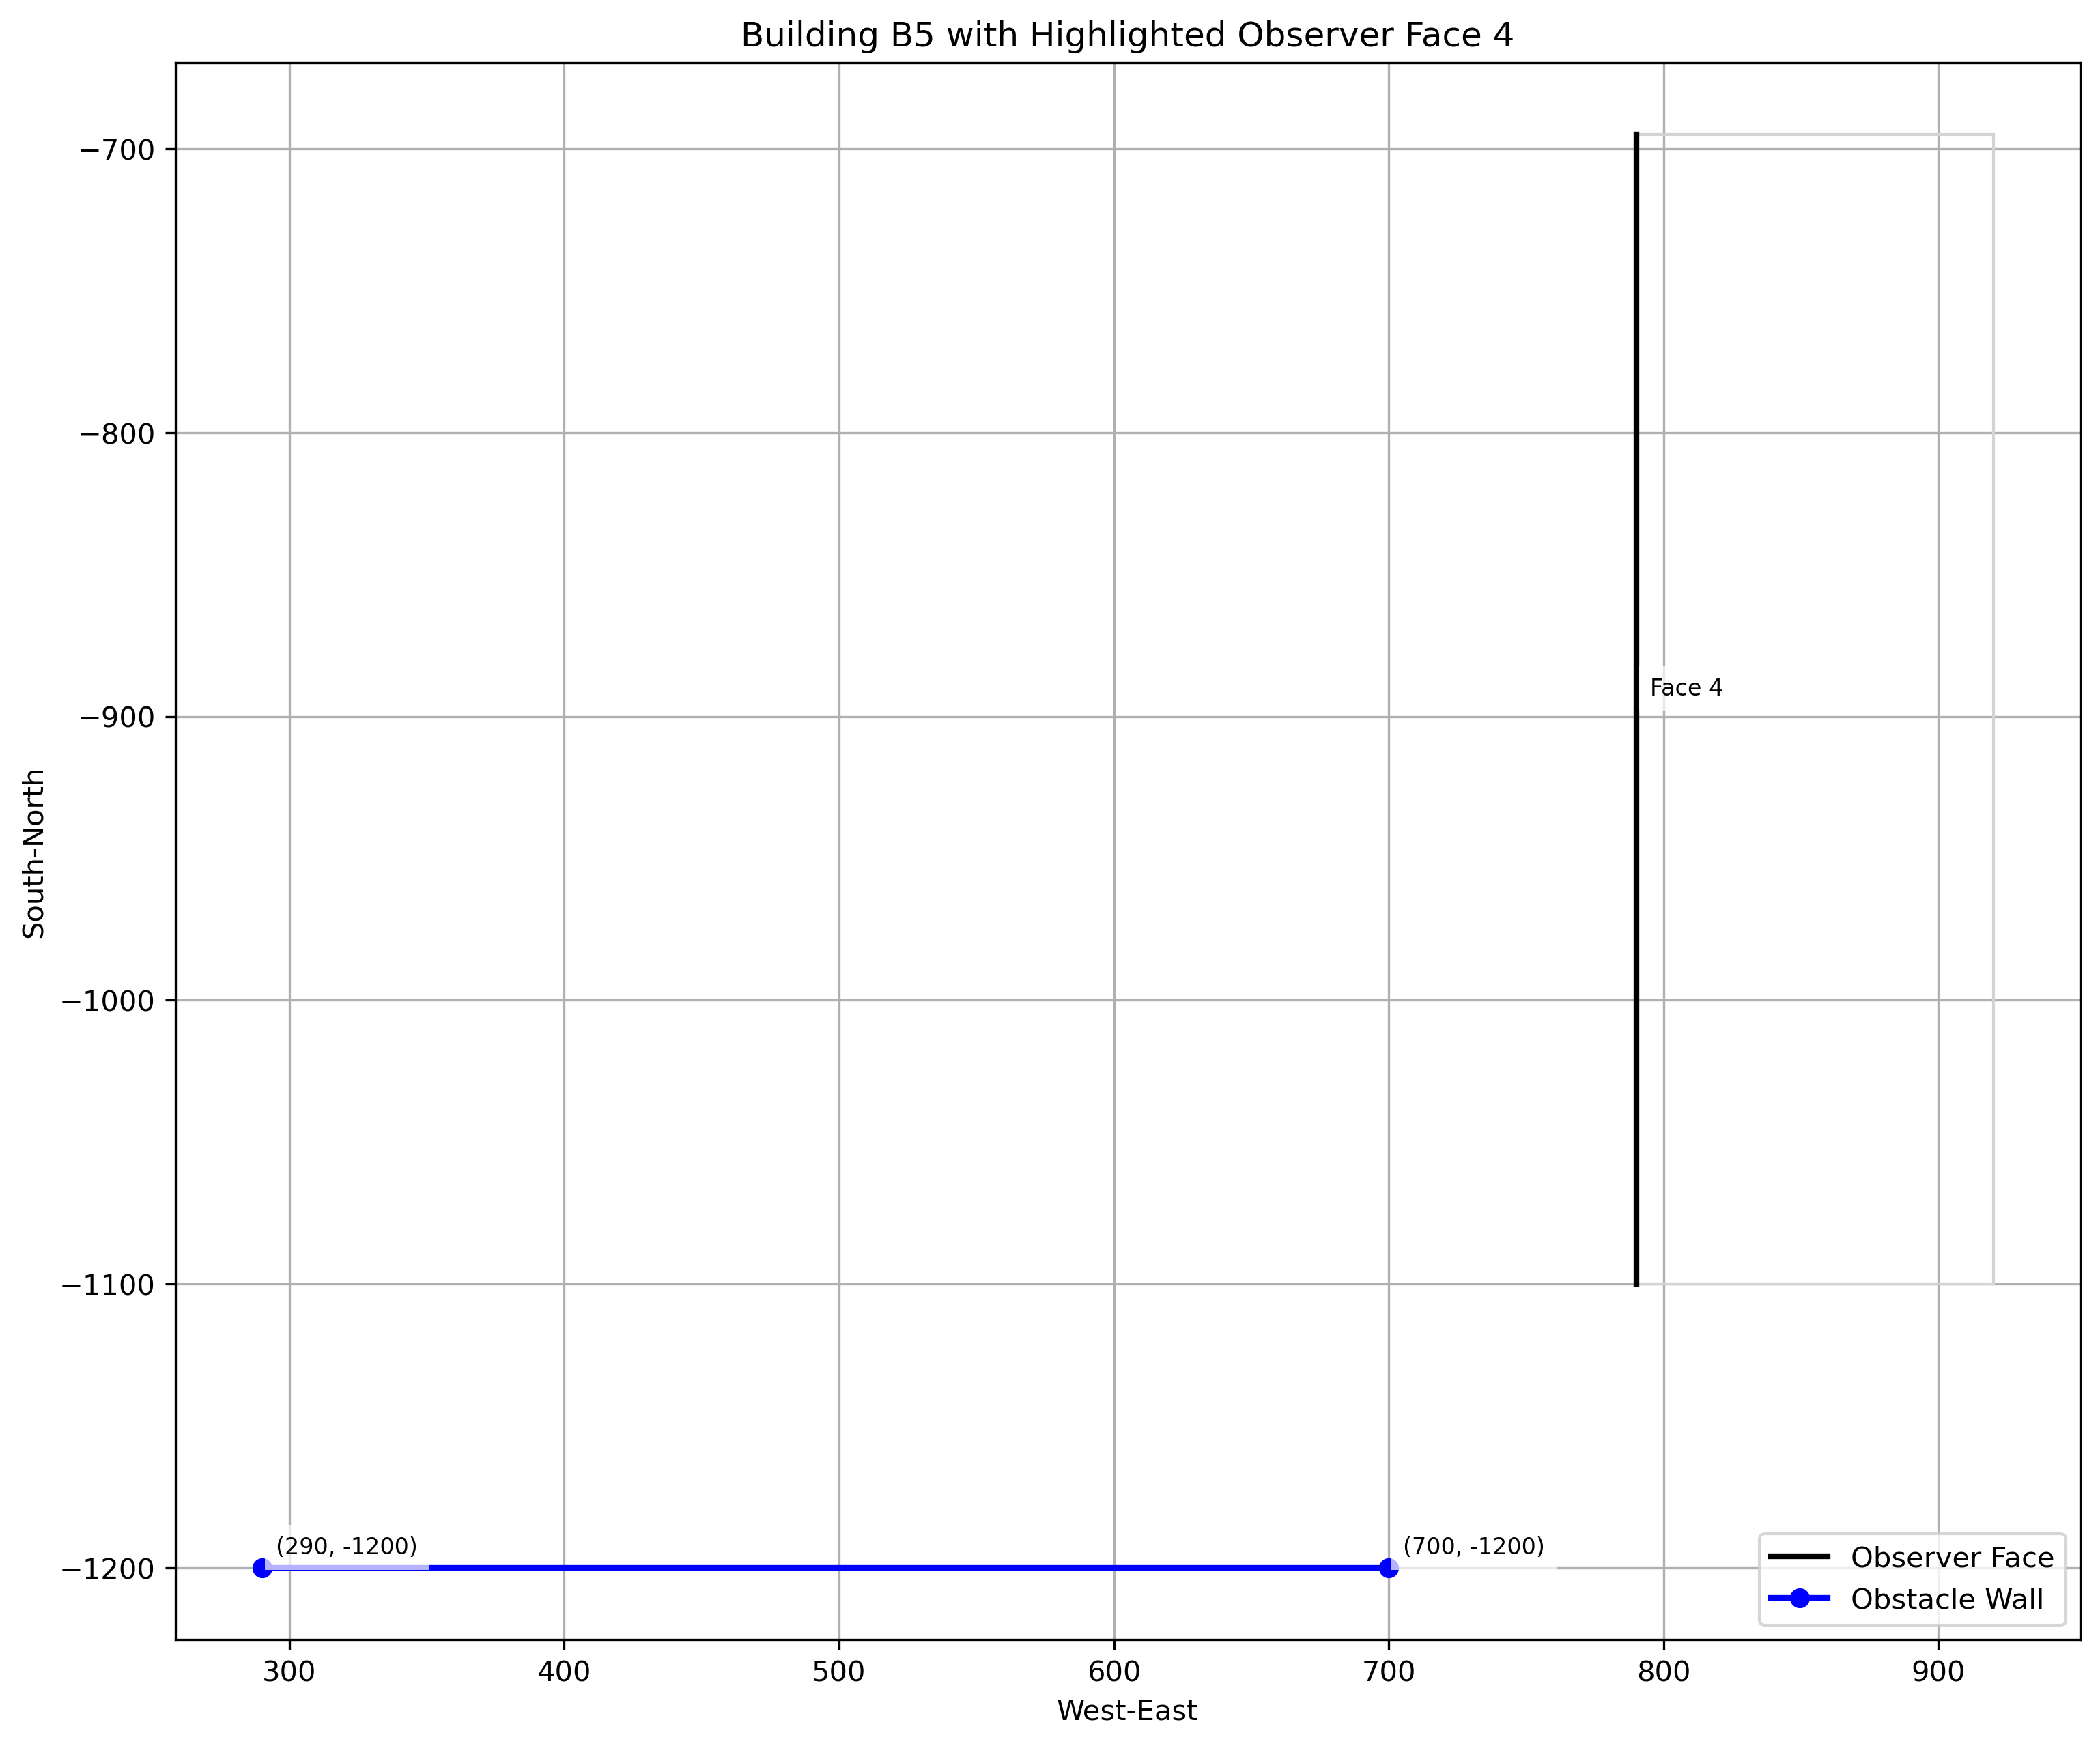 Building B5 with Highlighted Observer Face 4
−700
−800
−900
−1000
−1100
−1200
South-North
Face 4
(290, -1200)
(700, -1200)
Observer Face
Obstacle Wall
300
400
500
600
700
800
900
West-East